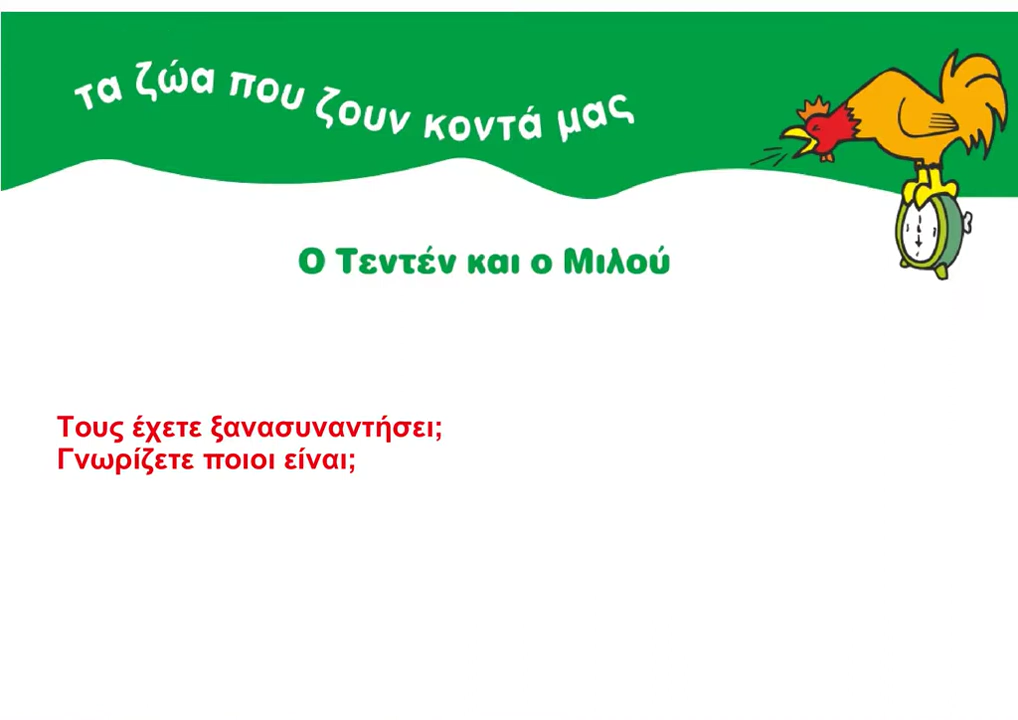 τα ζώα που ζουν κοντά μας
Ο Τεντέν και ο Μιλού
Τους έχετε ξανασυναντήσει;
Γνωρίζετε ποιοι είναι;